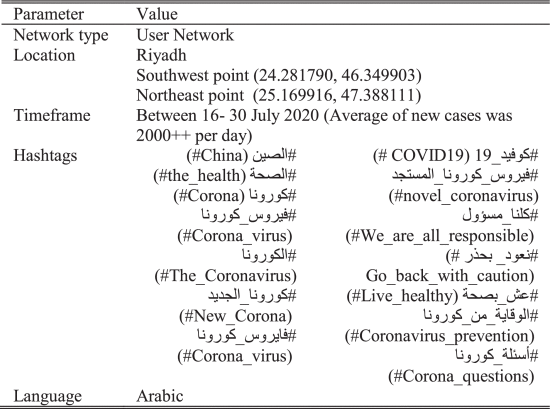 Parameter Value
Network type User Network
Location Riyadh
Southwest point (24.281790, 46.349903)
Northeast point (25.169916, 47.388111)
Timeframe Between 16- 30 July 2020 (Average of new cases was
2000++ per day)
Hashtags #الصين (#China) #كوفيد_19 (COVID19 #)
#الصحة (#the_health) #فيروس_كورونا_المستجد
#كورونا (#Corona) (#novel_coronavirus)
#فيروس_كورونا #كلنا_مسؤول
(#Corona_virus) (#We_are_all_responsible)
#الكورونا #نعود_ بحذر (#
(#The_Coronavirus) Go_back_with_caution)
#كورونا_الجديد #عش_بصحة (#Live_healthy)
(#New_Corona) #الوقاية_من_كورونا
#فايروس_كورونا (#Coronavirus_prevention)
(#Corona_virus) #أسئلة_كورونا
(#Corona_questions)
Language Arabic